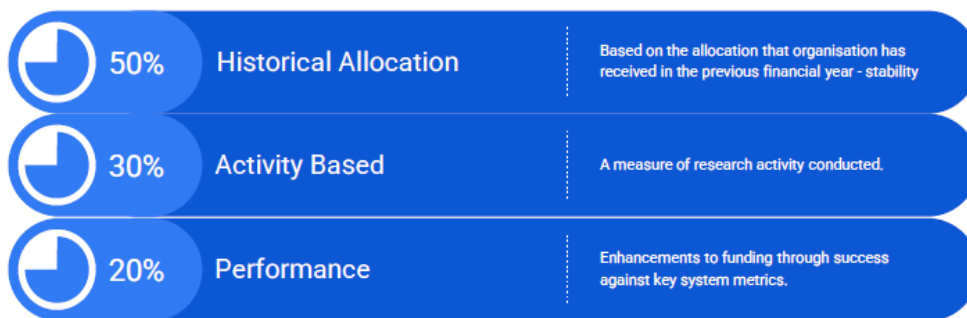 50%
Historical Allocation
Based on the allocation that organisation has
received in the previous financial year - stability
30%
Activity Based
A measure of research activity conducted.
20%
Performance
Enhancements to funding through success
against key system metrics.